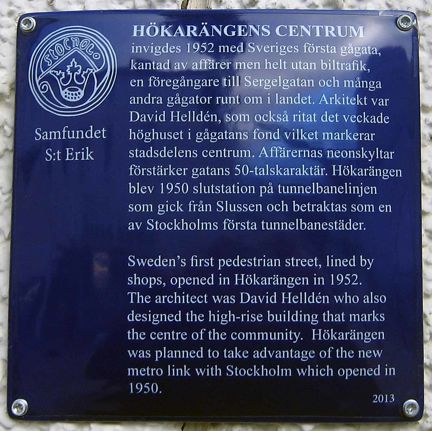 STOCHOLM
Samfundet
S:t Erik
HÖKARÄNGENS CENTRUM
invigdes 1952 med Sveriges första gågata,
kantad av affärer men helt utan biltrafik,
en föregångare till Sergelgatan och många
andra gågator runt om i landet. Arkitekt var
David Helldén, som också ritat det veckade
höghuset i gågatans fond vilket markerar
stadsdelens centrum. Affärernas neonskyltar
förstärker gatans 50-talskaraktär. Hökarängen
blev 1950 slutstation på tunnelbanelinjen
som gick från Slussen och betraktas som en
av Stockholms första tunnelbanestäder.
Sweden's first pedestrian street, lined by
shops, opened in Hökarängen in 1952.
The architect was David Helldén who also
designed the high-rise building that marks
the centre of the community. Hökarängen
was planned to take advantage of the new
metro link with Stockholm which opened in
1950.
2013